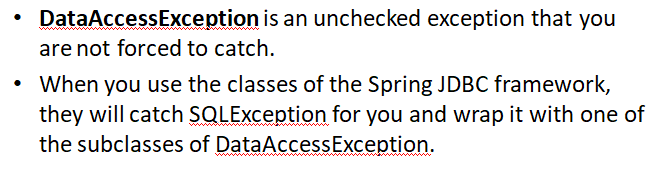 • DataAccessException is an unchecked exception that you
are not forced to catch.
• When you use the classes of the Spring JDBC framework,
they will catch SQLException for you and wrap it with one of
the subclasses of DataAccessException.